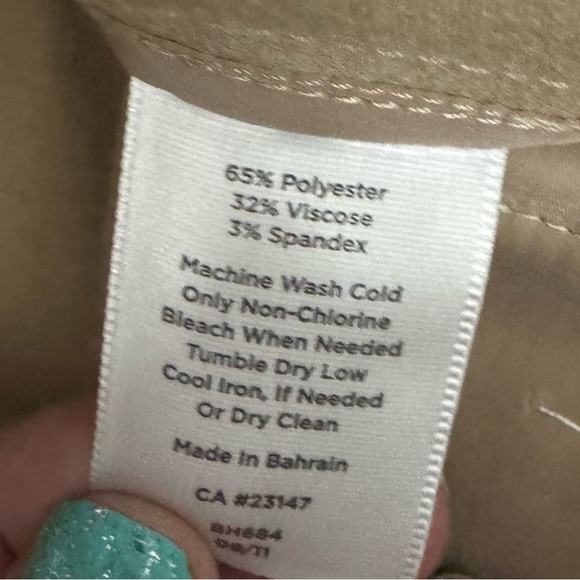 65% Polyester
32% Viscose
3% Spandex
Machine Wash Cold
Only Non-Chlorine
Bleach When Needed
Tumble Dry Low
Cool Iron, If Needed
Or Dry Clean
Made In Bahrain
CA #23147
BH684
08/11